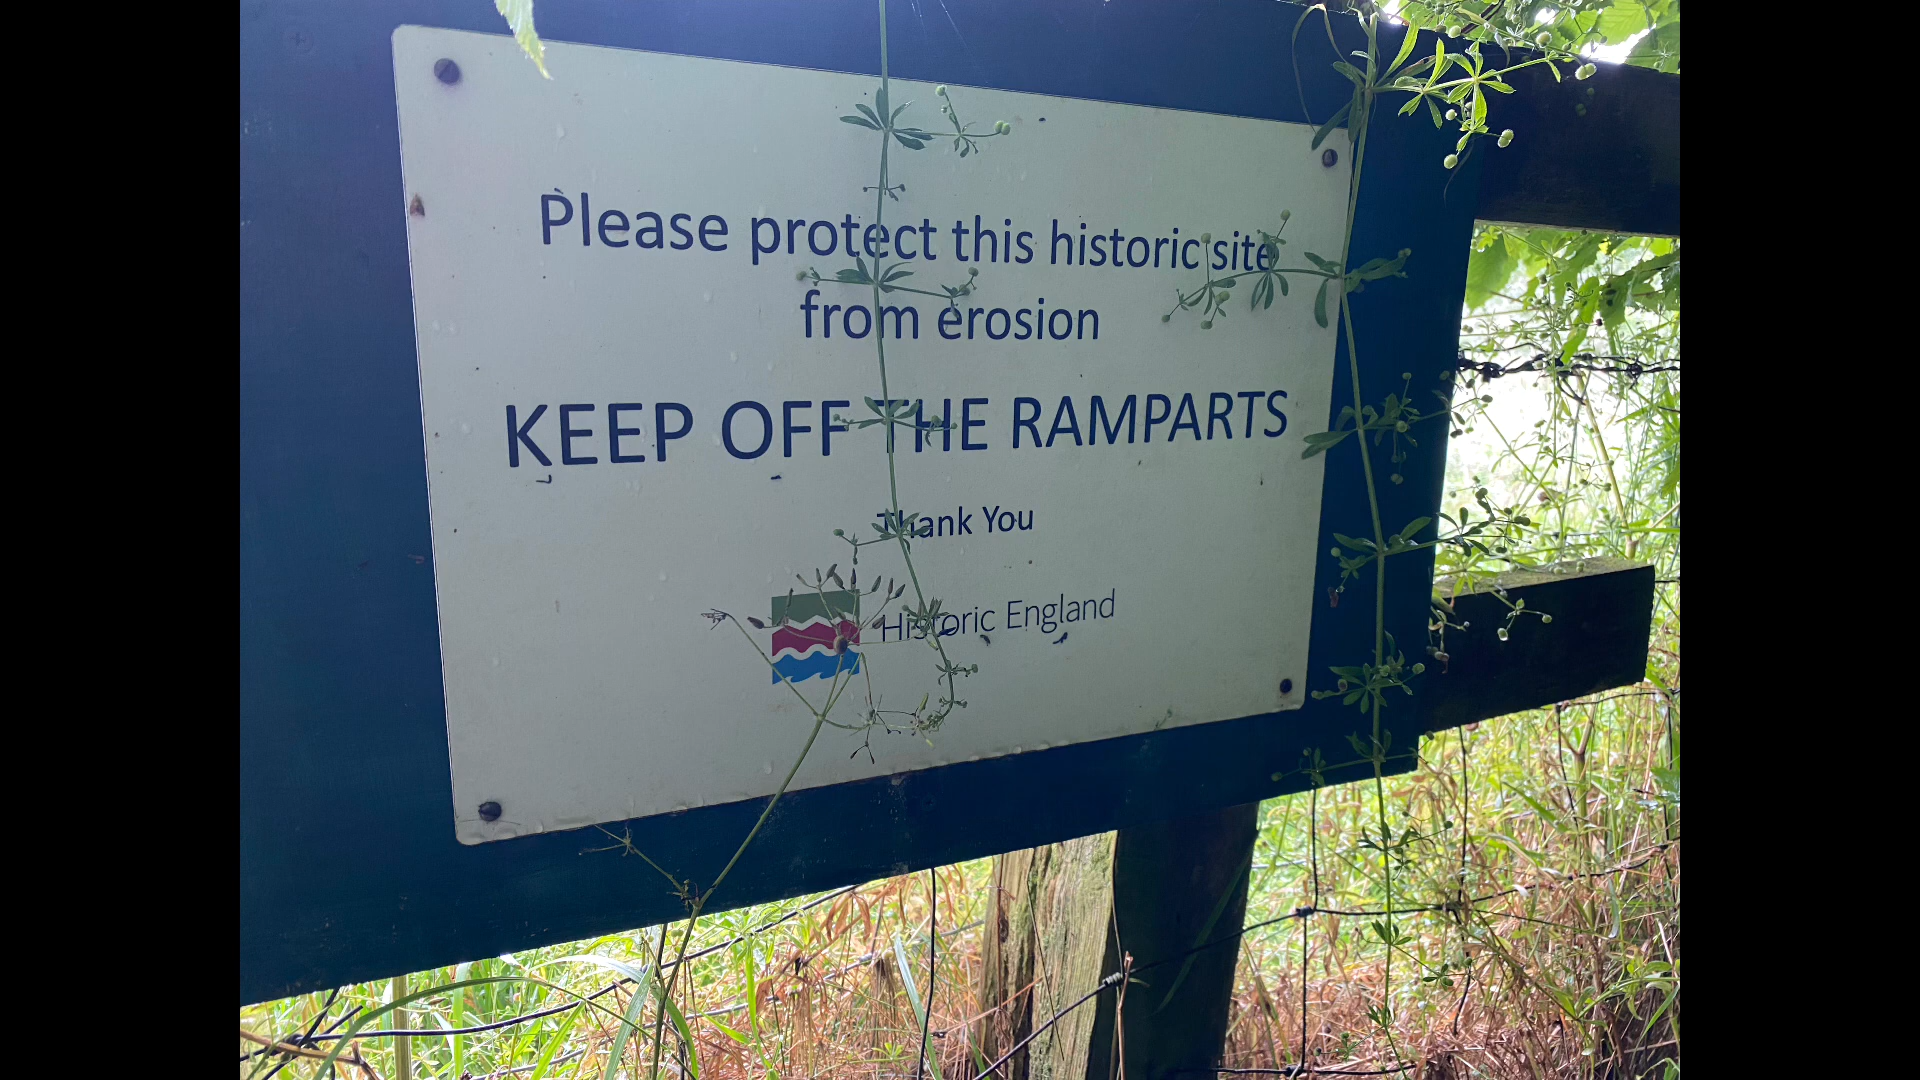 Please protect this historic site
from erosion
KEEP OFF THE RAMPARTS
Thank You
Historic England